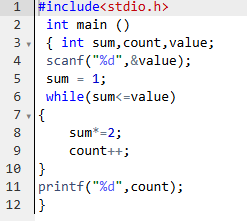 1 #include<stdio.h>
2 int main ()
3 { int sum,count,value;
4 scanf("%d",&value);
5 sum = 1;
6 while(sum<=value)
7 {
8 sum*=2;
9 count++;
10 }
11 printf("%d",count);
12 }